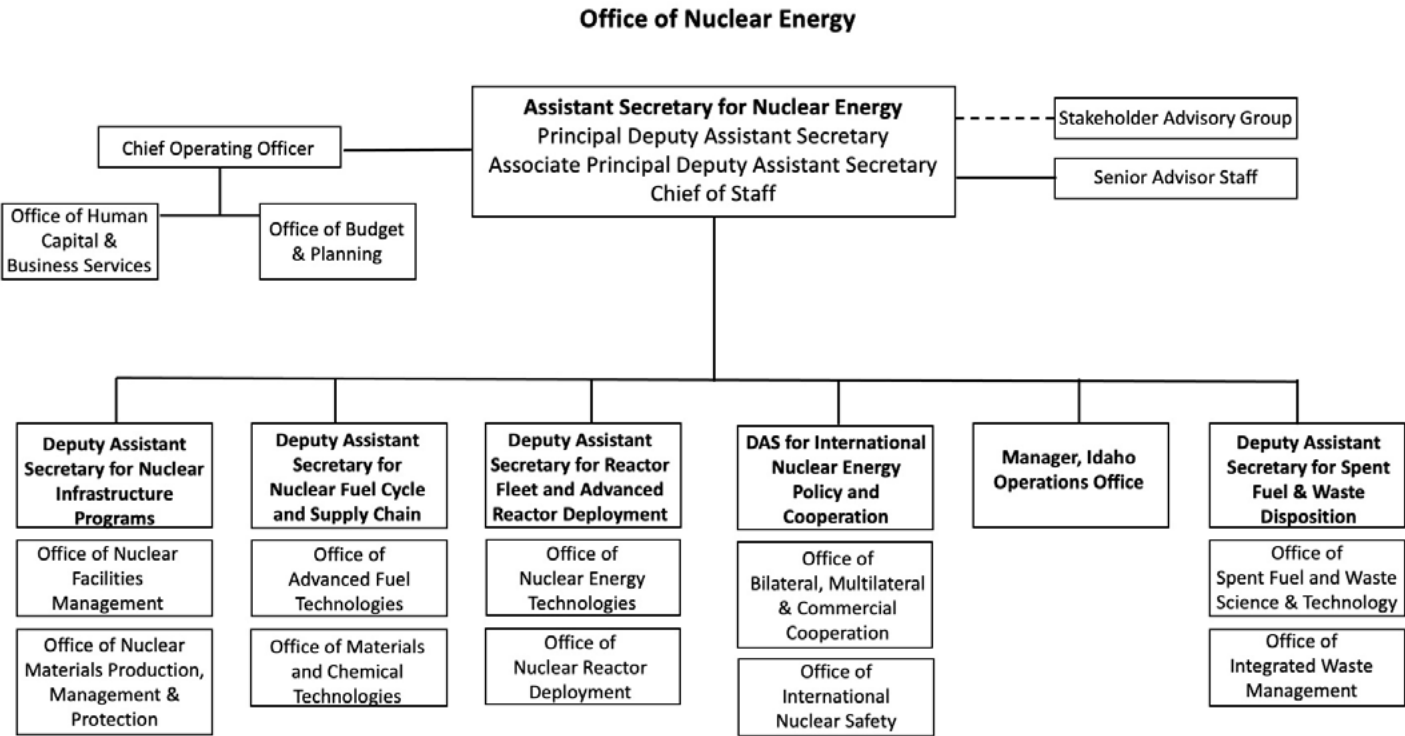 Office of Nuclear Energy
Assistant Secretary for Nuclear Energy
Principal Deputy Assistant Secretary
Associate Principal Deputy Assistant Secretary
Chief of Staff
Stakeholder Advisory Group
Senior Advisor Staff
Chief Operating Officer
Office of Human
Capital &
Business Services
Office of Budget
& Planning
Deputy Assistant
Secretary for Nuclear
Infrastructure
Programs
Office of Nuclear
Facilities
Management
Office of Nuclear
Materials Production,
Management &
Protection
Deputy Assistant
Secretary for
Nuclear Fuel Cycle
and Supply Chain
Office of
Advanced Fuel
Technologies
Office of Materials
and Chemical
Technologies
Deputy Assistant
Secretary for Reactor
Fleet and Advanced
Reactor Deployment
Office of
Nuclear Energy
Technologies
Office of
Nuclear Reactor
Deployment
DAS for International
Nuclear Energy
Policy and
Cooperation
Office of
Bilateral, Multilateral
& Commercial
Cooperation
Office of
International
Nuclear Safety
Manager, Idaho
Operations Office
Deputy Assistant
Secretary for Spent
Fuel & Waste
Disposition
Office of
Spent Fuel and Waste
Science & Technology
Office of
Integrated Waste
Management